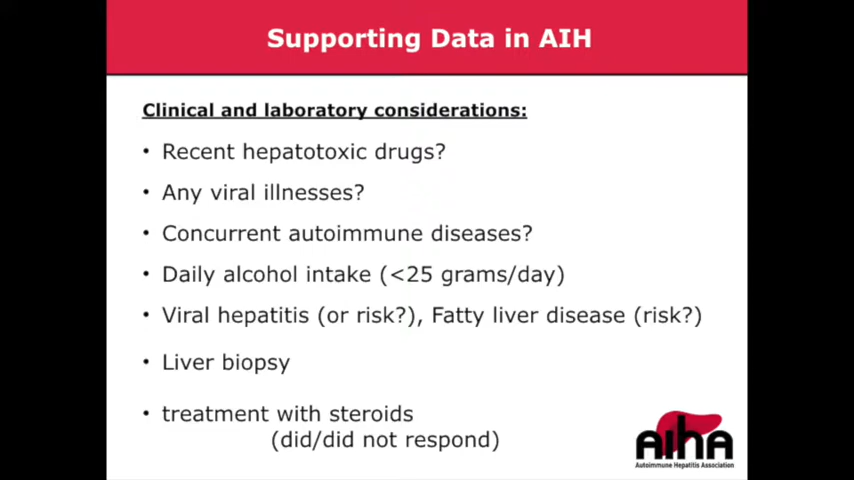 Supporting Data in AIH
Clinical and laboratory considerations:
• Recent hepatotoxic drugs?
• Any viral illnesses?
• Concurrent autoimmune diseases?
• Daily alcohol intake (<25 grams/day)
• Viral hepatitis (or risk?), Fatty liver disease (risk?)
• Liver biopsy
• treatment with steroids
(did/did not respond)
AIHA
Autoimmune Hepatitis Association